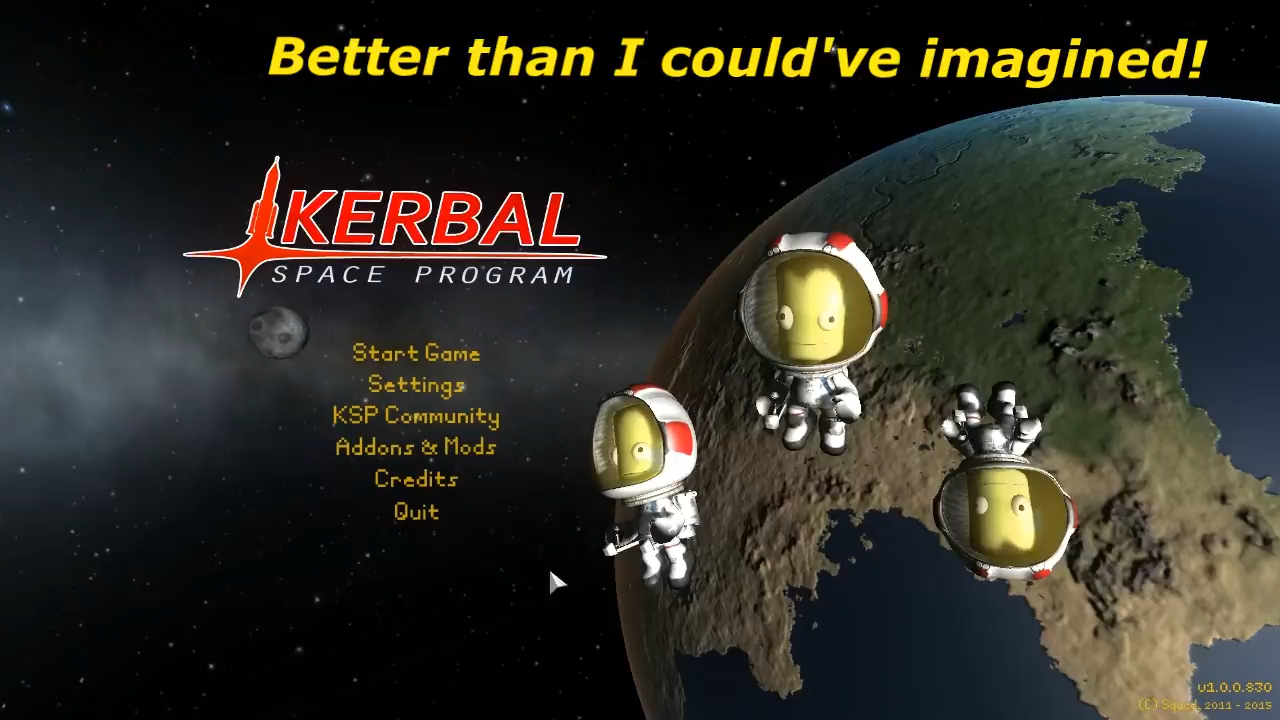 Better than I could've imagined!
KERBAL
SPACE PROGRAM
Start Game
Settings
KSP Community
Addons & Mods
Credits
Quit
v1.0.0.830
(C) Squad, 2011 - 2015